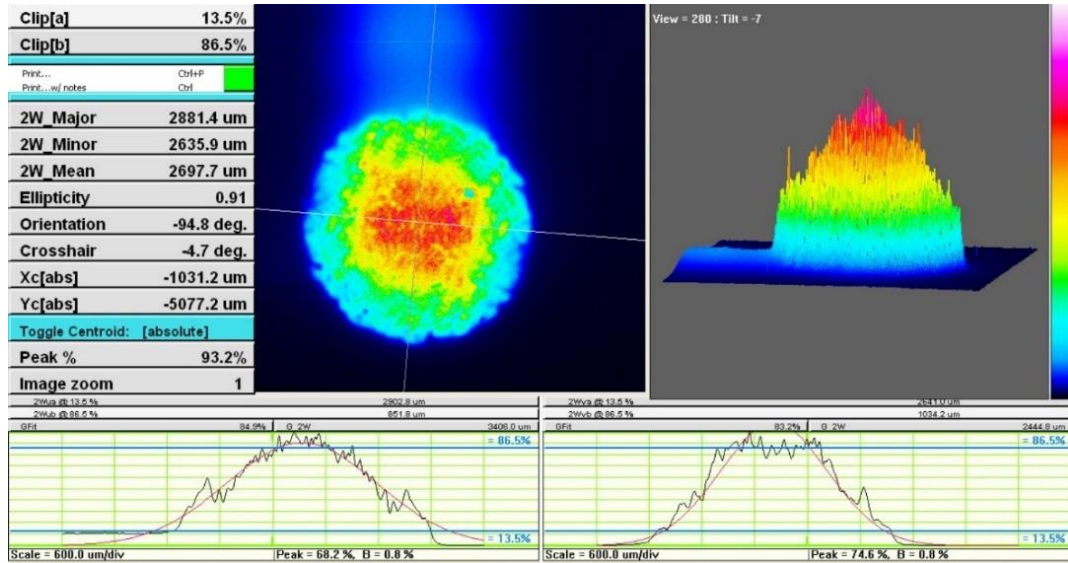 Clip[a] 13.5%
Clip[b] 86.5%
Print... Ctrl+P
Print...w/ notes Ctrl
2W_Major 2881.4 um
2W_Minor 2635.9 um
2W_Mean 2697.7 um
Ellipticity 0.91
Orientation -94.8 deg.
Crosshair -4.7 deg.
Xc[abs] -1031.2 um
Yc[abs] -5077.2 um
Toggle Centroid: [absolute]
Peak % 93.2%
Image zoom 1
View = 280 : Tilt = -7
2Wua @ 13.5 % 2902.8 um
2Wub @ 86.5 % 851.8 um
GFit 84.9% G_2W 3406.0 um
= 86.5%
= 13.5%
Scale = 600.0 um/div Peak = 68.2 %, B = 0.8 %
2Wva @ 13.5 % 2641.0 um
2Wvb @ 86.5 % 1034.2 um
GFit 83.2% G_2W 2444.8 um
= 86.5%
= 13.5%
Scale = 600.0 um/div Peak = 74.6 %, B = 0.8 %